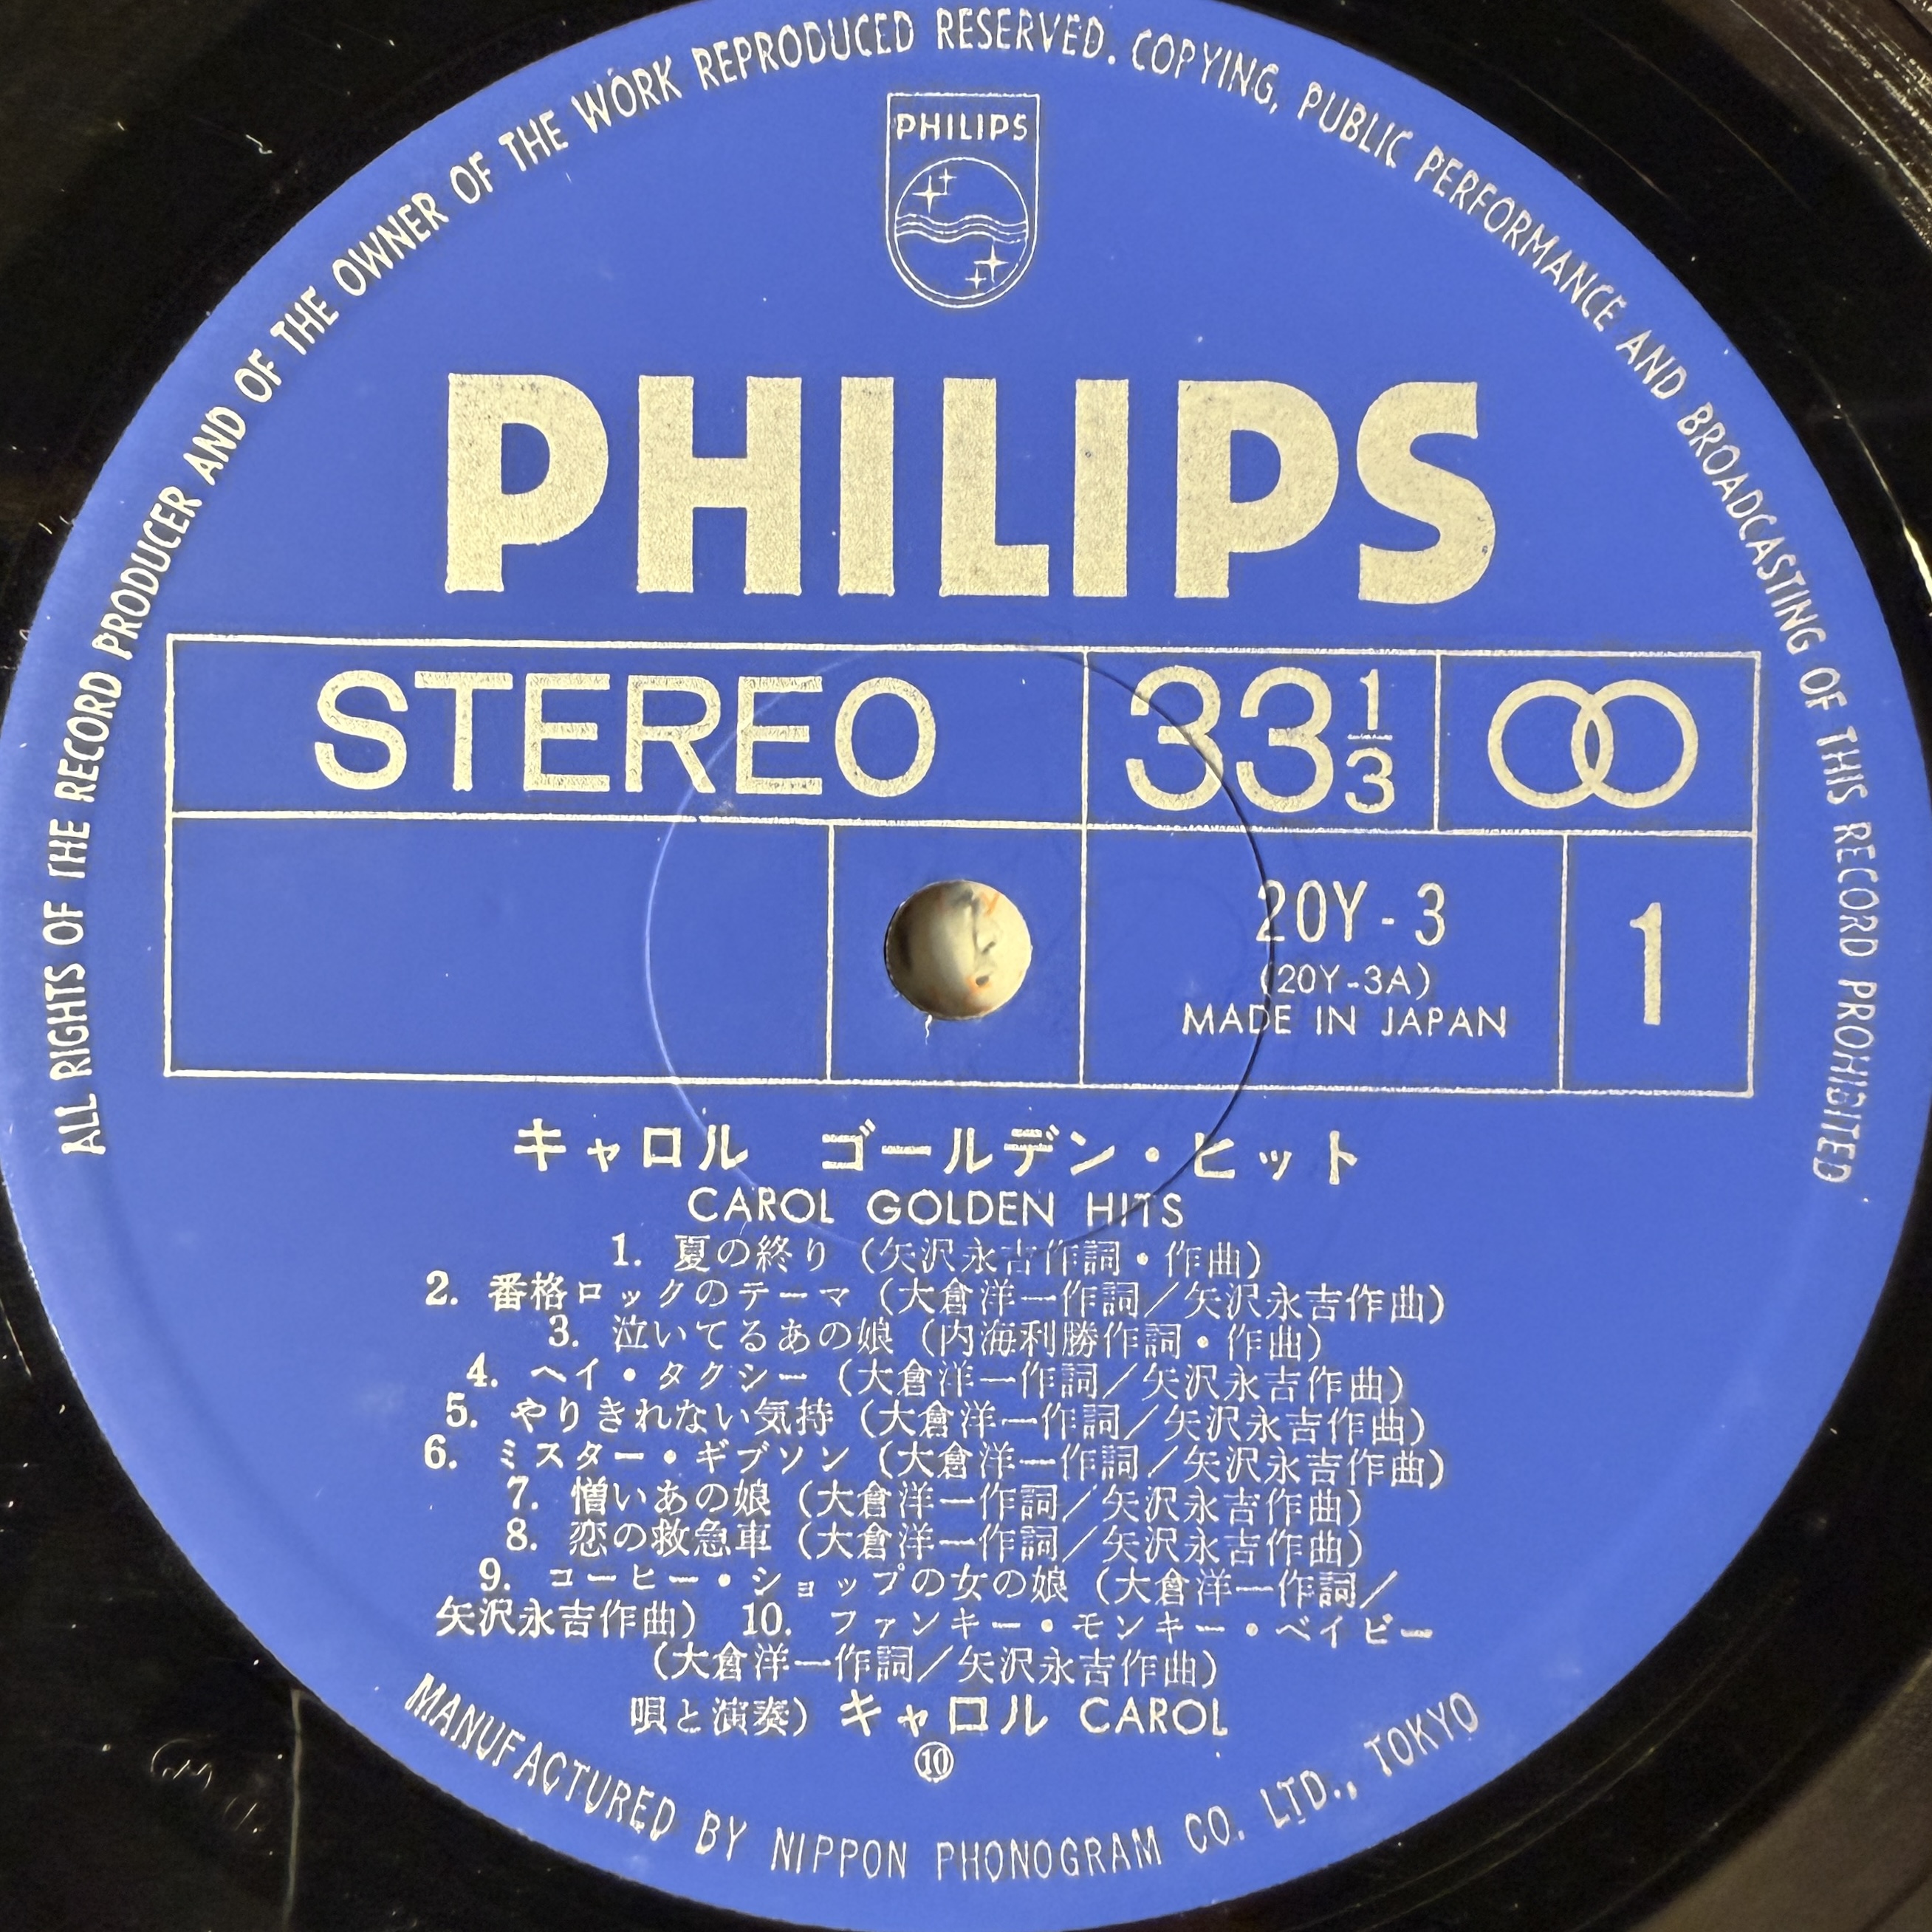 ALL RIGHTS OF THE RECORD PRODUCER AND OF THE OWNER OF THE WORK REPRODUCED RESERVED. COPYING, PUBLIC PERFORMANCE AND BROADCASTING OF THIS RECORD PROHIBITED
PHILIPS
PHILIPS
STEREO 33 1/3
20Y-3
(20Y-3A)
MADE IN JAPAN
1
キャロル ゴールデン・ヒット
CAROL GOLDEN HITS
1. 夏の終り (矢沢永吉作詞・作曲)
2. 番格ロックのテーマ (大倉洋一作詞／矢沢永吉作曲)
3. 泣いてるあの娘 (内海利勝作詞・作曲)
4. ヘイ・タクシー (大倉洋一作詞／矢沢永吉作曲)
5. やりきれない気持 (大倉洋一作詞／矢沢永吉作曲)
6. ミスター・ギブソン (大倉洋一作詞／矢沢永吉作曲)
7. 憎いあの娘 (大倉洋一作詞／矢沢永吉作曲)
8. 恋の救急車 (大倉洋一作詞／矢沢永吉作曲)
9. コーヒー・ショップの女の娘 (大倉洋一作詞／
矢沢永吉作曲) 10. ファンキー・モンキー・ベイビー
(大倉洋一作詞／矢沢永吉作曲)
唄と演奏) キャロル CAROL
⑩
MANUFACTURED BY NIPPON PHONOGRAM CO. LTD., TOKYO